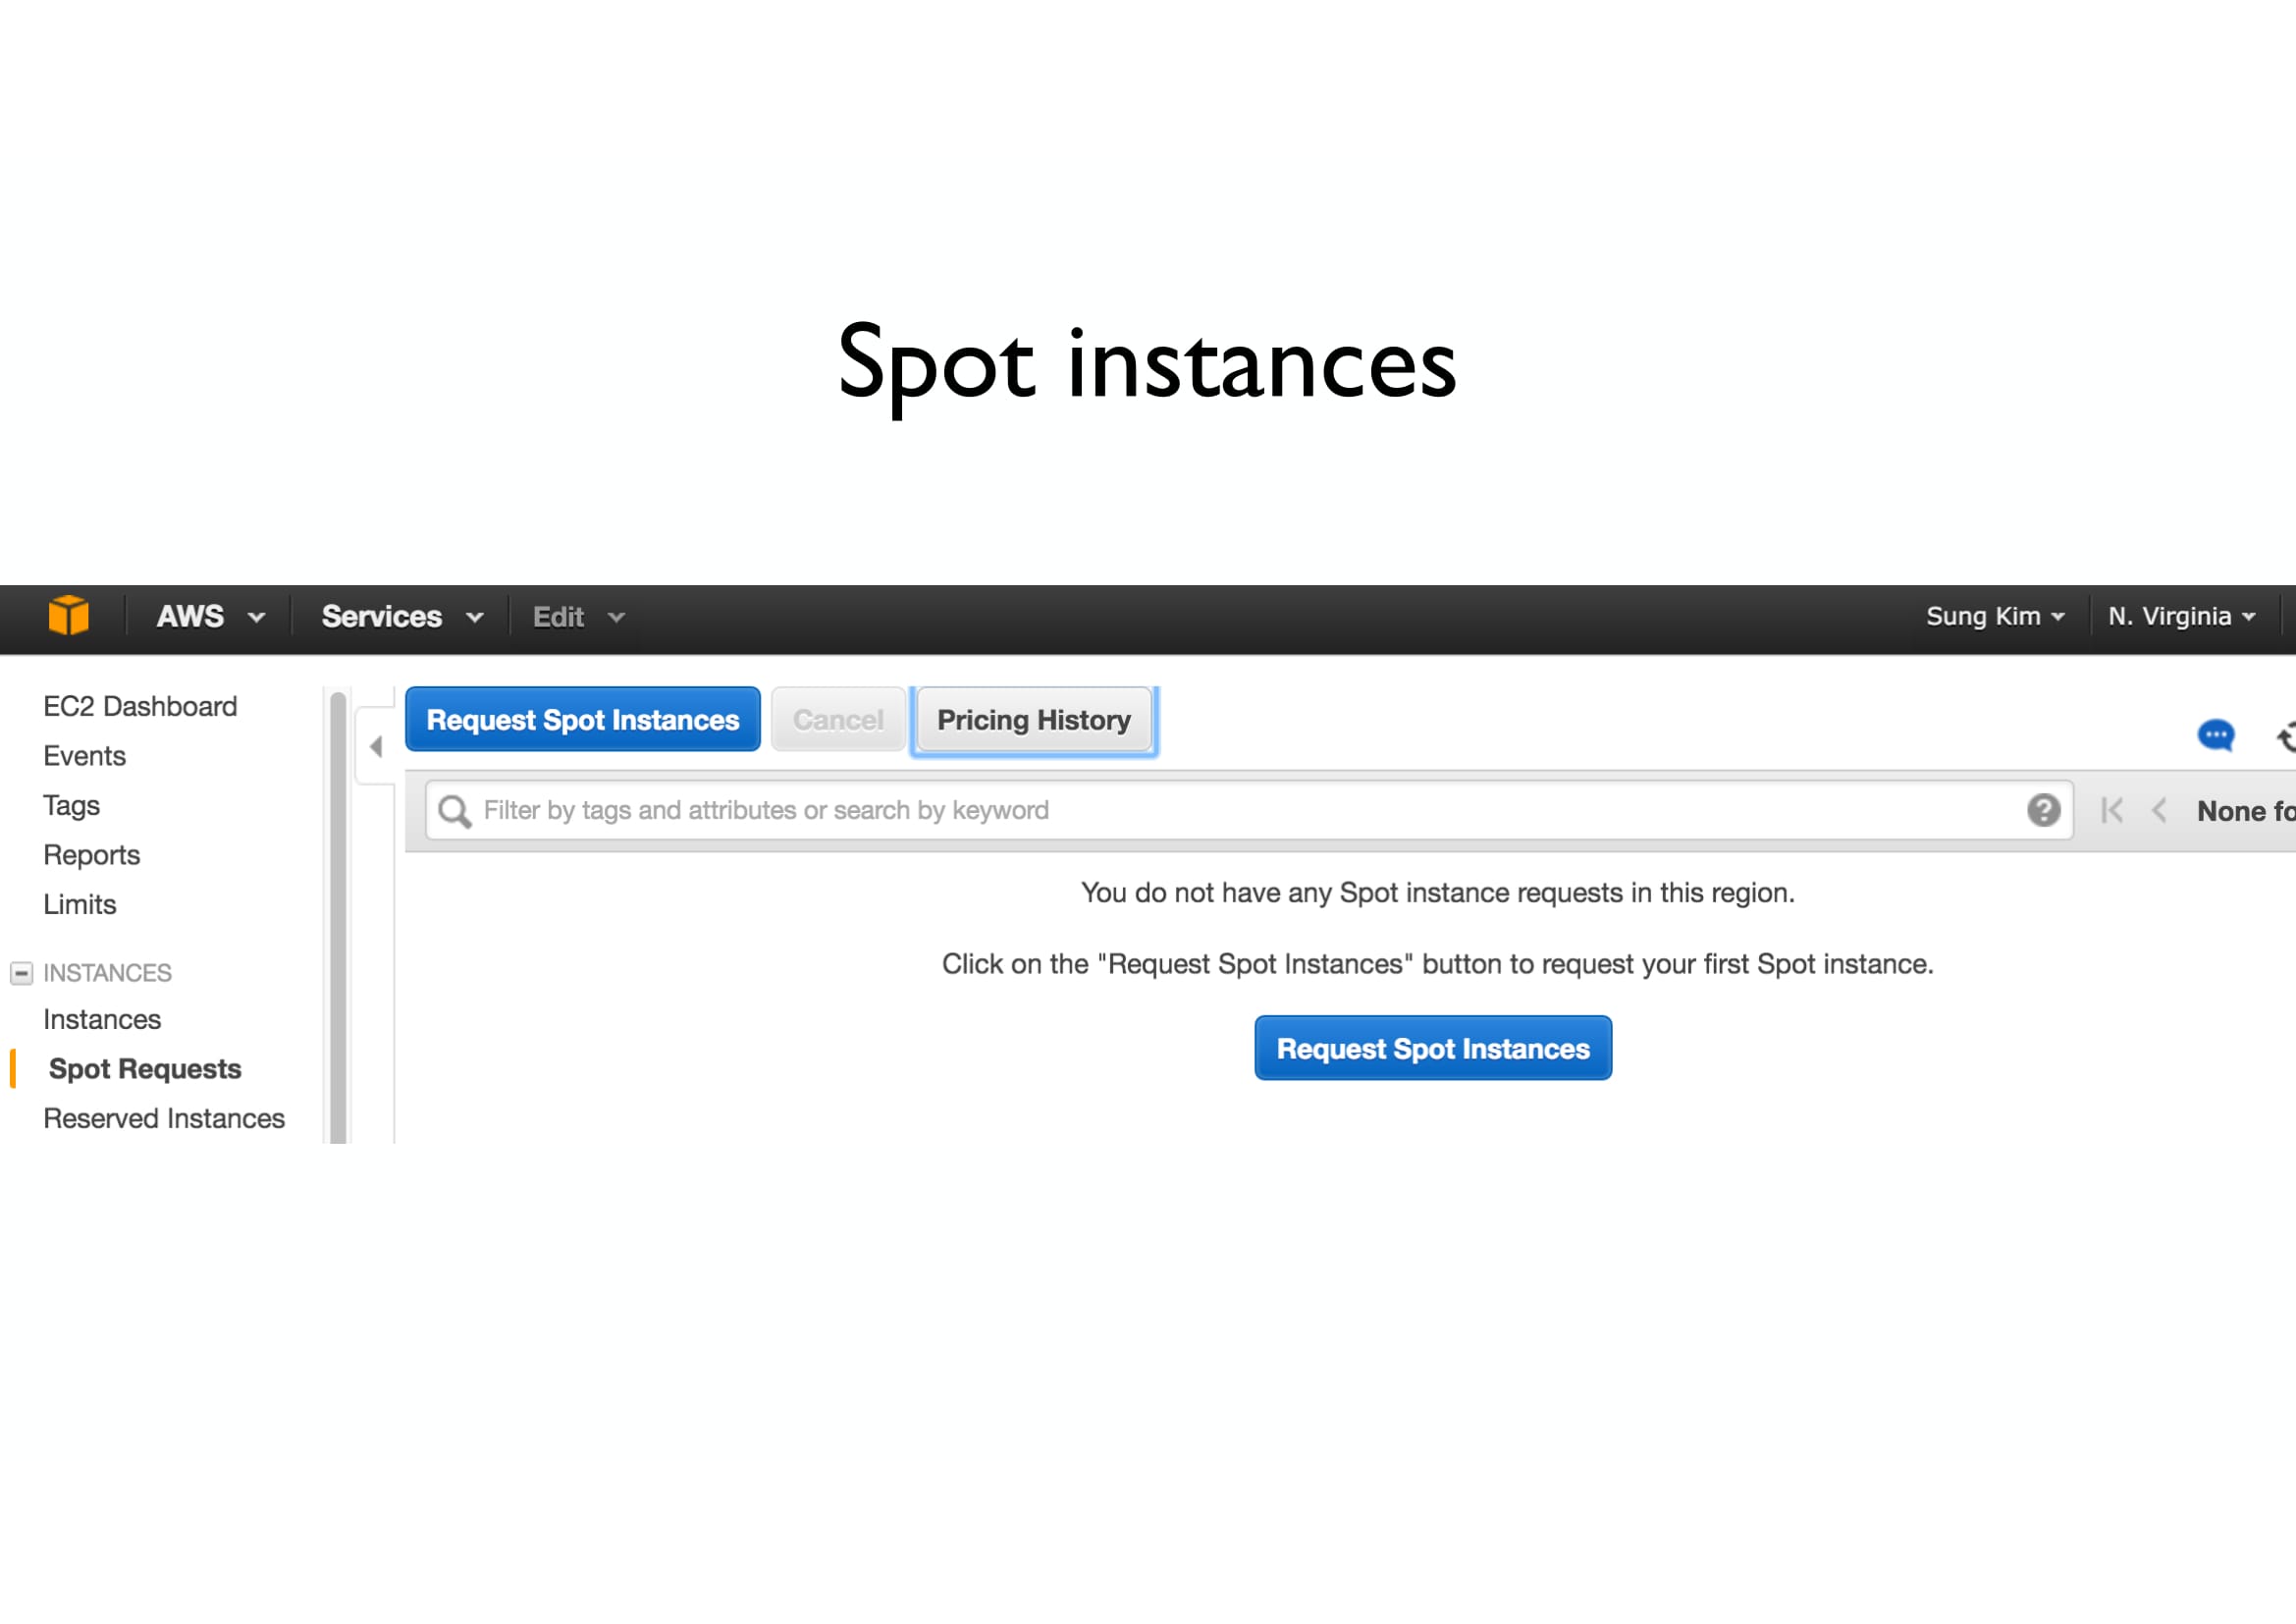 Spot instances
AWS Services Edit Sung Kim N. Virginia
EC2 Dashboard
Events
Tags
Reports
Limits
INSTANCES
Instances
Spot Requests
Reserved Instances
Request Spot Instances Cancel Pricing History
Filter by tags and attributes or search by keyword
None fo
You do not have any Spot instance requests in this region.
Click on the "Request Spot Instances" button to request your first Spot instance.
Request Spot Instances